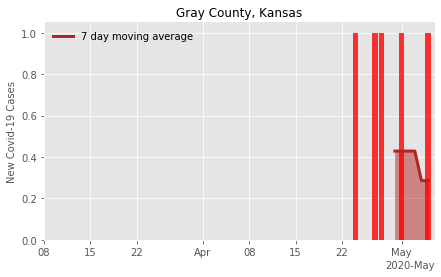 Gray County, Kansas
7 day moving average
New Covid-19 Cases
1.0
0.8
0.6
0.4
0.2
0.0
08 15 22 Apr 08 15 22 May
2020-May